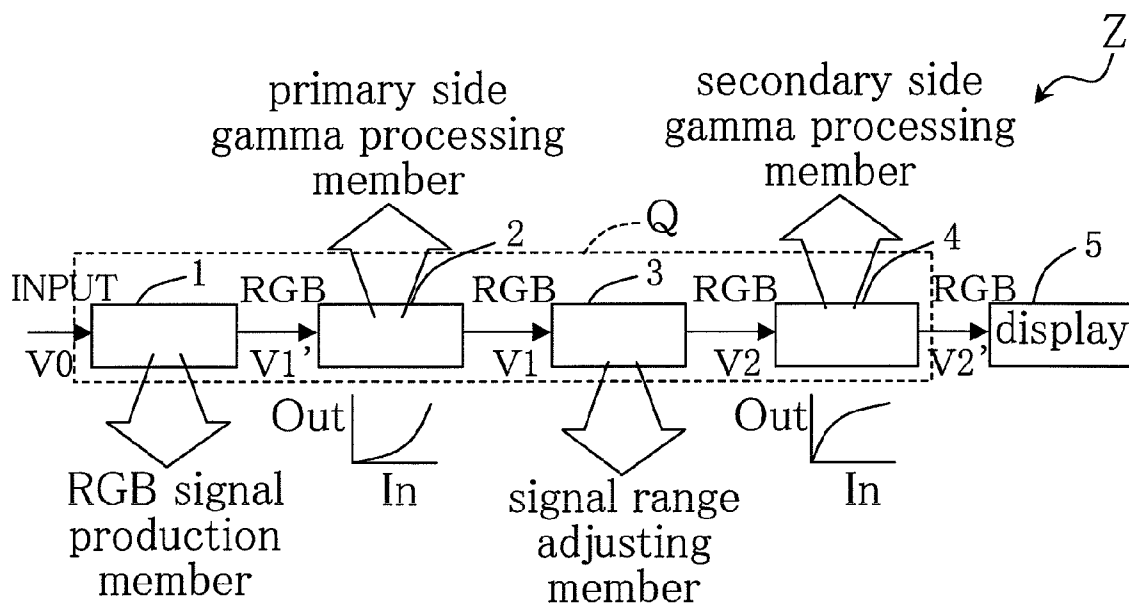 Z
primary side
gamma processing
member
secondary side
gamma processing
member
Q
INPUT
1
RGB
2
RGB
3
RGB
4
RGB
5
display
V0
V1'
V1
V2
V2'
Out
In
Out
In
RGB signal
production
member
signal range
adjusting
member